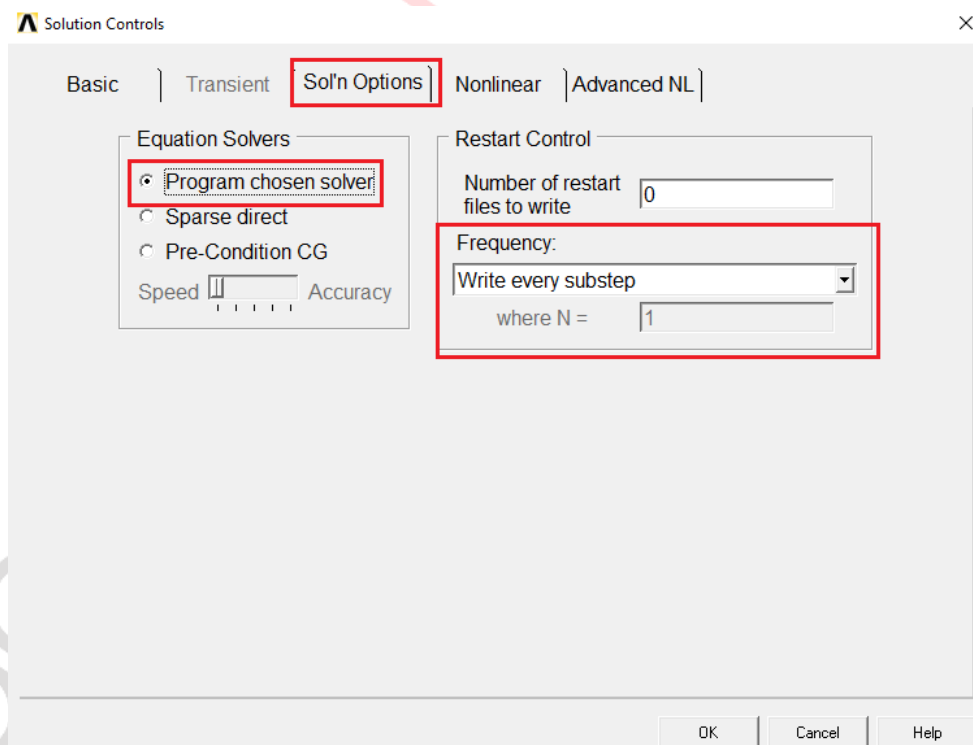 Solution Controls
Basic
Transient
Sol'n Options
Nonlinear
Advanced NL
Equation Solvers
Program chosen solver
Sparse direct
Pre-Condition CG
Speed
Accuracy
Restart Control
Number of restart
files to write
0
Frequency:
Write every substep
where N =
1
OK
Cancel
Help